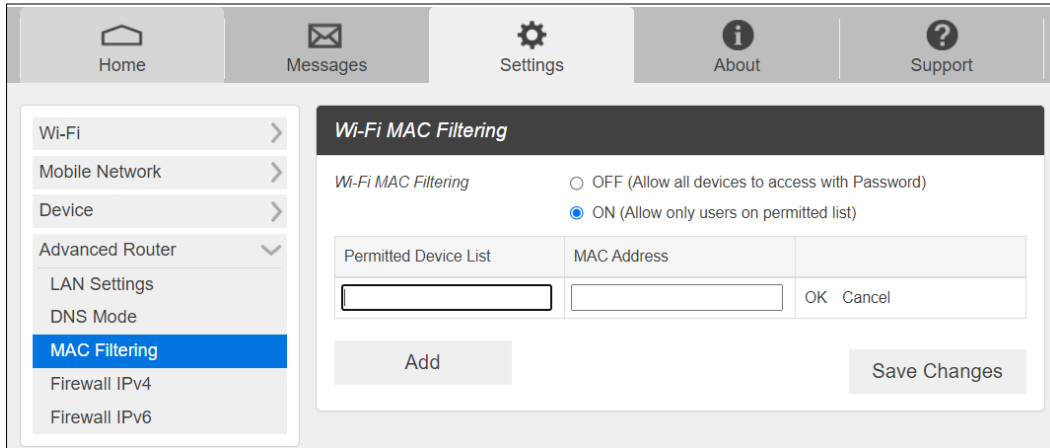 Home Messages Settings About Support
Wi-Fi
Mobile Network
Device
Advanced Router
LAN Settings
DNS Mode
MAC Filtering
Firewall IPv4
Firewall IPv6
Wi-Fi MAC Filtering
Wi-Fi MAC Filtering OFF (Allow all devices to access with Password)
ON (Allow only users on permitted list)
Permitted Device List MAC Address
OK Cancel
Add
Save Changes